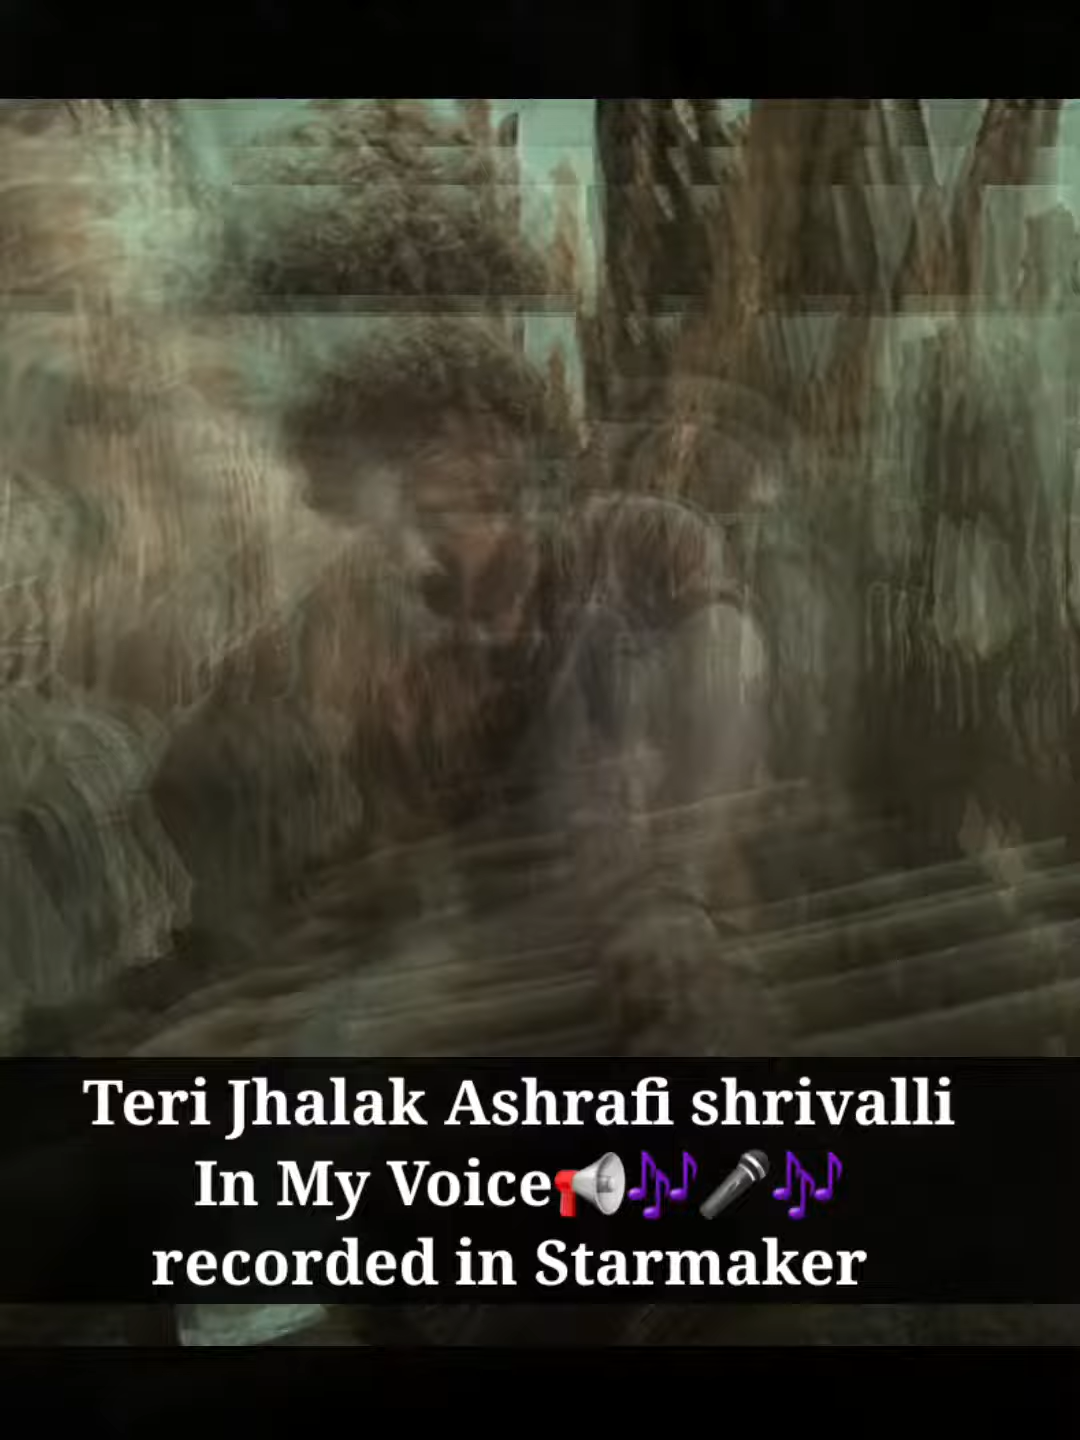 Teri Jhalak Ashrafi shrivalli
In My Voice📢🎶🎤🎶
recorded in Starmaker